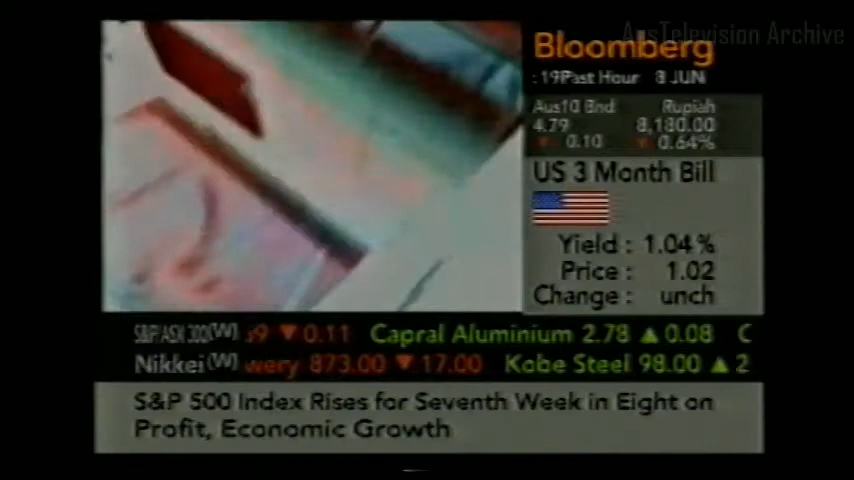 AusTelevision Archive
Bloomberg
:19Past Hour 8 JUN
Aus10 Bnd Rupiah
4.79 8,180.00
▼ 0.10 ▼ 0.64%
US 3 Month Bill
Yield : 1.04%
Price : 1.02
Change : unch
S&P/ASX 300(W) 39 ▼ 0.11 Capral Aluminium 2.78 ▲ 0.08 C
Nikkei(W) wery 873.00 ▼ 17.00 Kobe Steel 98.00 ▲ 2
S&P 500 Index Rises for Seventh Week in Eight on
Profit, Economic Growth